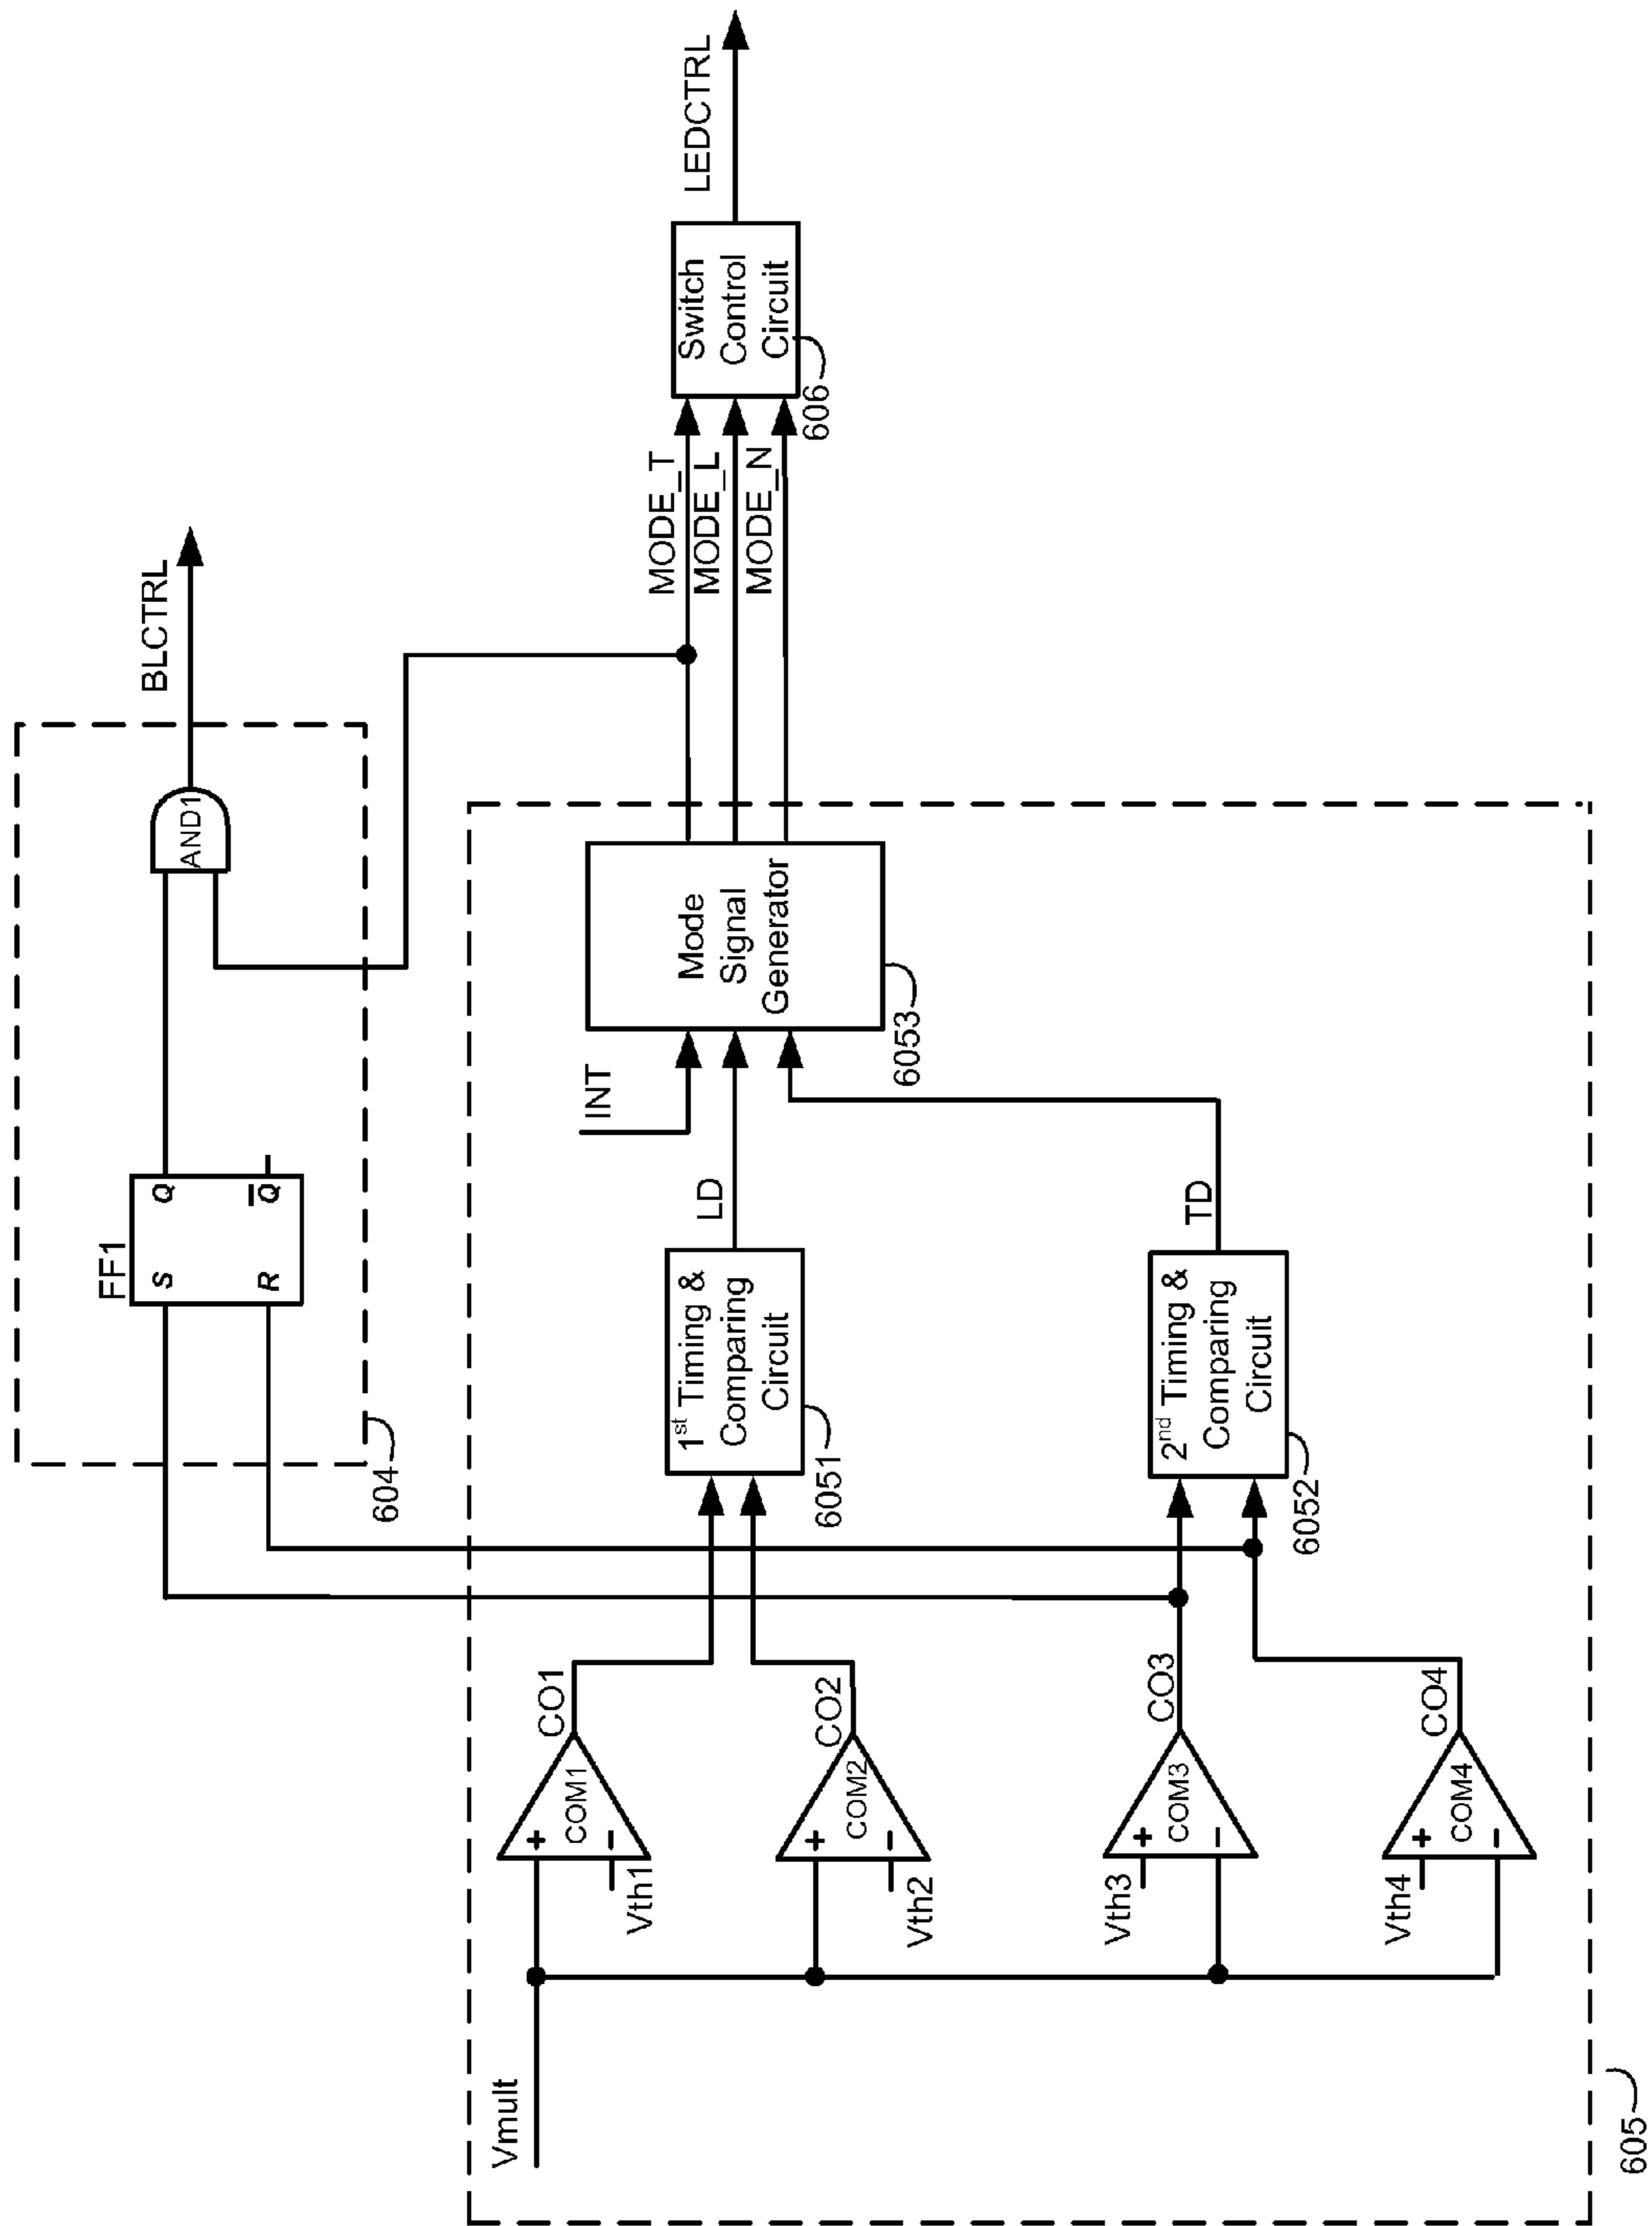 BLCTRL
AND1
FF1
S
Q
R
Q
604
LEDCTRL
Switch
Control
Circuit
606
MODE_T
MODE_L
MODE_N
Mode
Signal
Generator
6053
INT
LD
TD
1st Timing &
Comparing
Circuit
6051
2nd Timing &
Comparing
Circuit
6052
CO1
CO2
CO3
CO4
+
COM1
−
Vth1
+
COM2
−
Vth2
Vth3
+
COM3
−
Vth4
+
COM4
−
Vmult
605